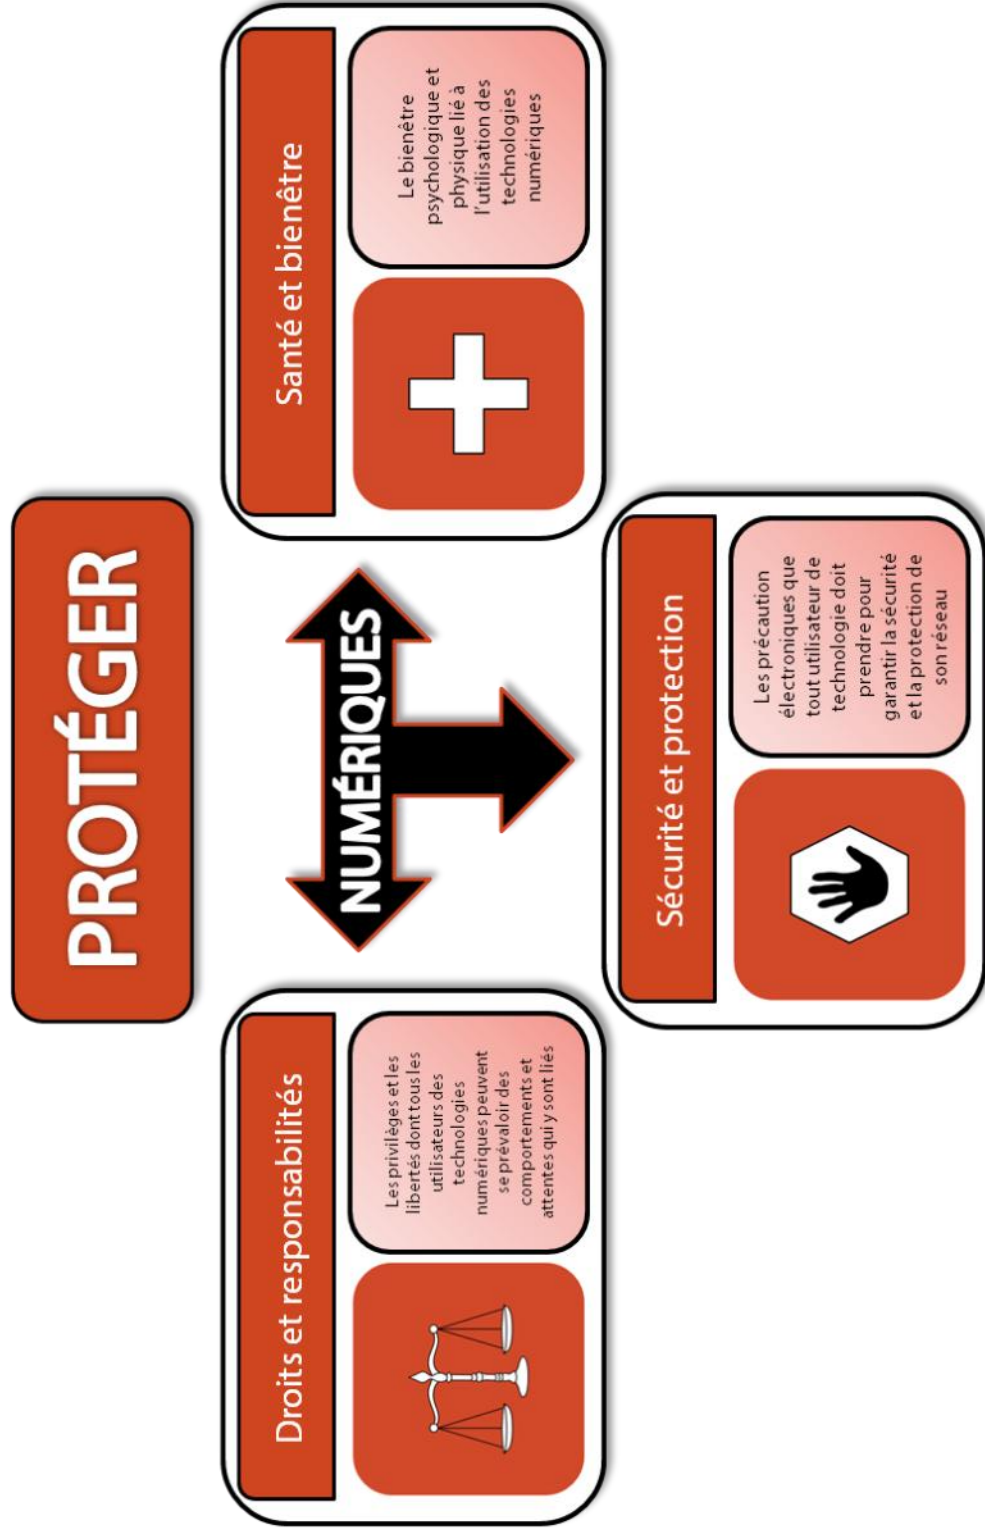 PROTÉGER
NUMÉRIQUES
Droits et responsabilités
Les privilèges et les
libertés dont tous les
utilisateurs des
technologies
numériques peuvent
se prévaloir des
comportements et
attentes qui y sont liés
Santé et bienêtre
Le bienêtre
psychologique et
physique lié à
l'utilisation des
technologies
numériques
Sécurité et protection
Les précaution
électroniques que
tout utilisateur de
technologie doit
prendre pour
garantir la sécurité
et la protection de
son réseau